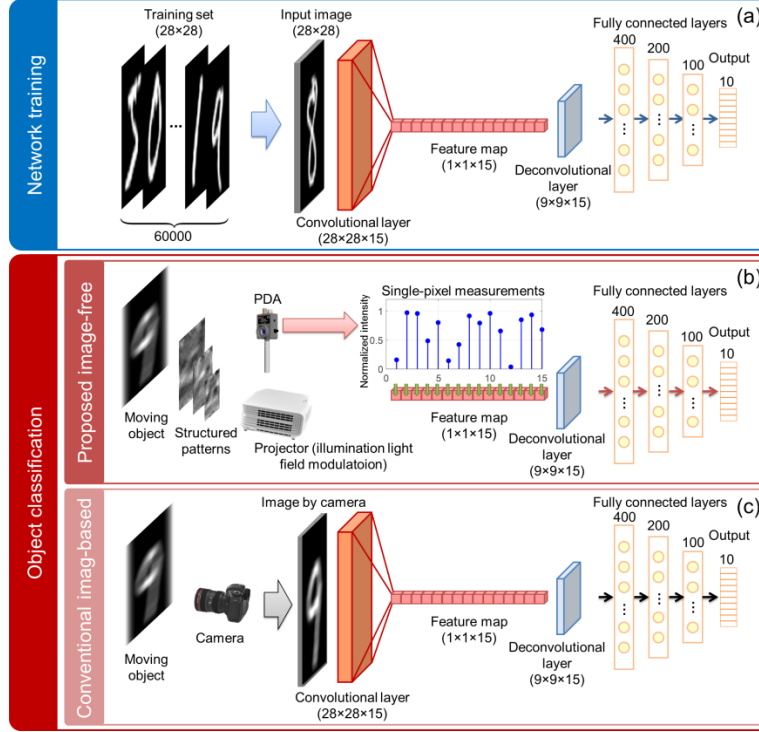 Network training
Training set
(28×28)
60000
Input image
(28×28)
Convolutional layer
(28×28×15)
Feature map
(1×1×15)
Deconvolutional
layer
(9×9×15)
Fully connected layers
(a)
400
200
100
Output
10
Object classification
Proposed image-free
Moving
object
Structured
patterns
PDA
Projector (illumination light
field modulatoion)
Single-pixel measurements
Normalized intensity
1
0.5
0
0
5
10
15
Feature map
(1×1×15)
Deconvolutional
layer
(9×9×15)
Fully connected layers
(b)
400
200
100
Output
10
Conventional imag-based
Moving
object
Camera
Image by camera
Convolutional layer
(28×28×15)
Feature map
(1×1×15)
Deconvolutional
layer
(9×9×15)
Fully connected layers
(c)
400
200
100
Output
10